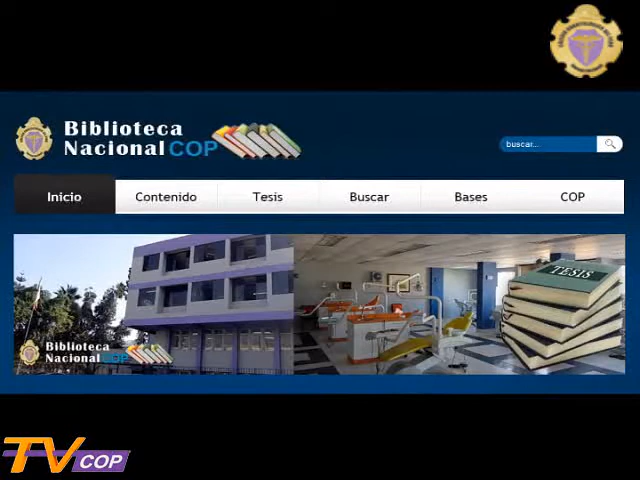 Biblioteca
Nacional COP
buscar...
Inicio
Contenido
Tesis
Buscar
Bases
COP
TESIS
Biblioteca
Nacional COP
TV COP